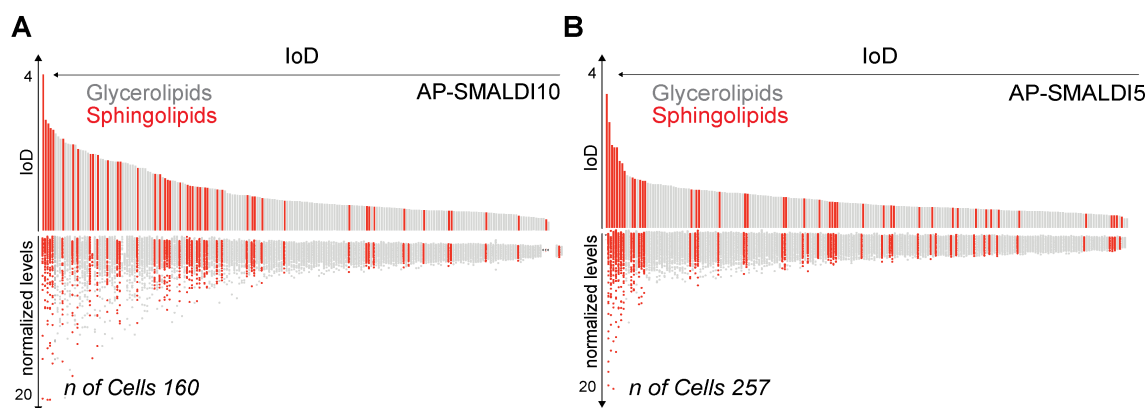 A
IoD
4
Glycerolipids
Sphingolipids
AP-SMALDI10
IoD
normalized levels
20
n of Cells 160
B
IoD
4
Glycerolipids
Sphingolipids
AP-SMALDI5
IoD
normalized levels
20
n of Cells 257